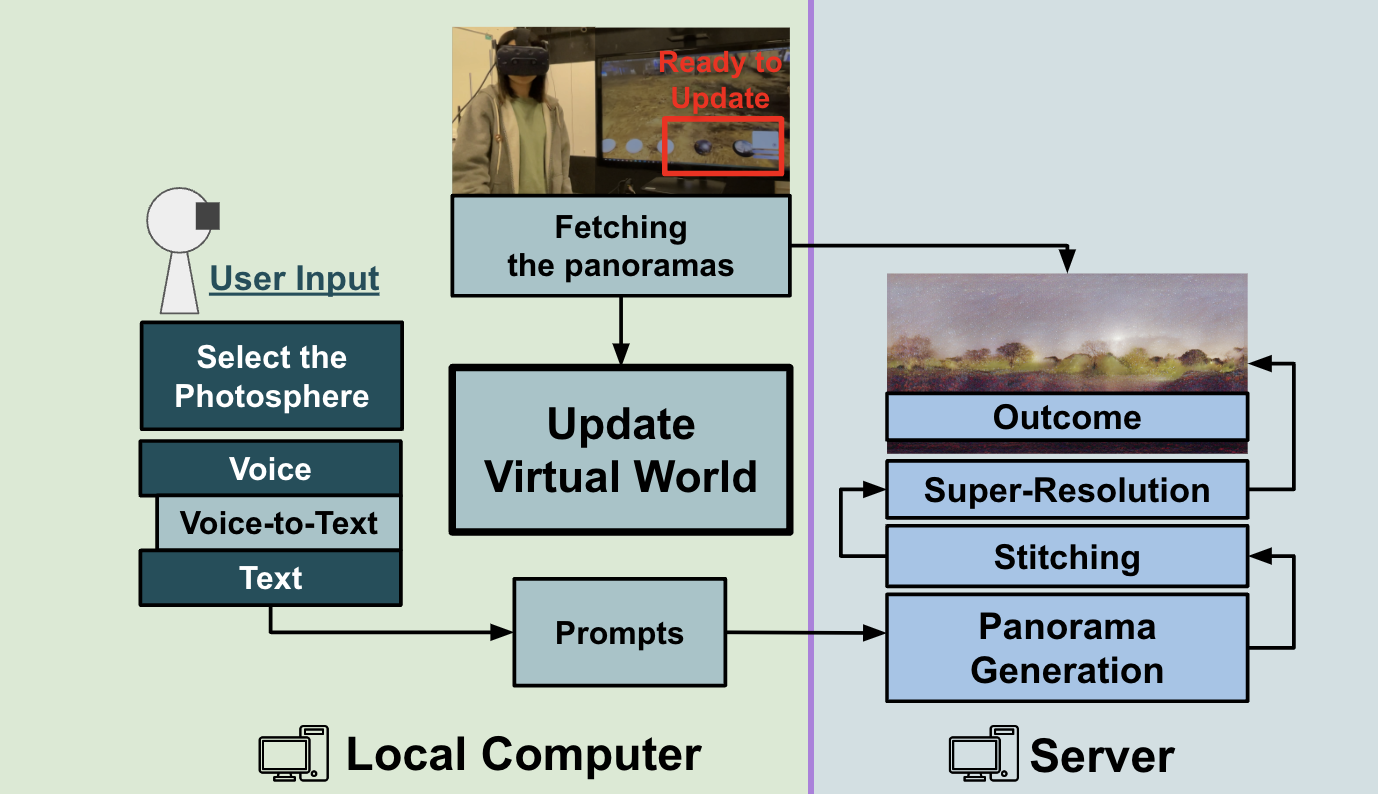 Ready to
Update
Fetching
the panoramas
User Input
Select the
Photosphere
Voice
Voice-to-Text
Text
Update
Virtual World
Prompts
Outcome
Super-Resolution
Stitching
Panorama
Generation
Local Computer
Server